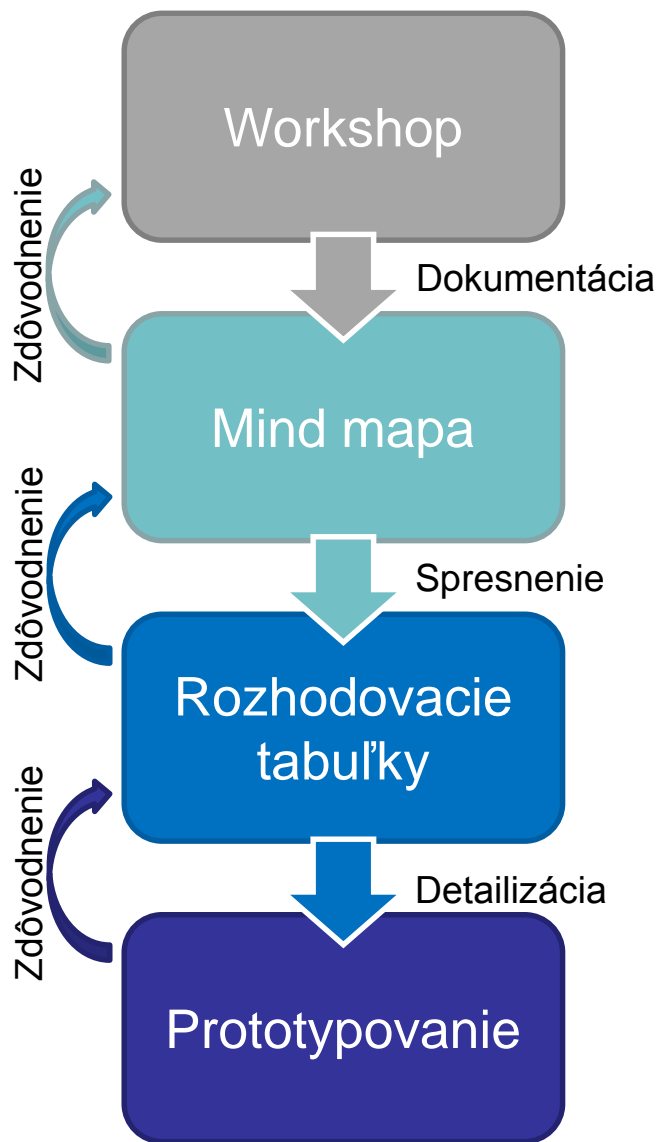 Workshop
Zdôvodnenie
Dokumentácia
Mind mapa
Zdôvodnenie
Spresnenie
Rozhodovacie
tabuľky
Zdôvodnenie
Detailizácia
Prototypovanie